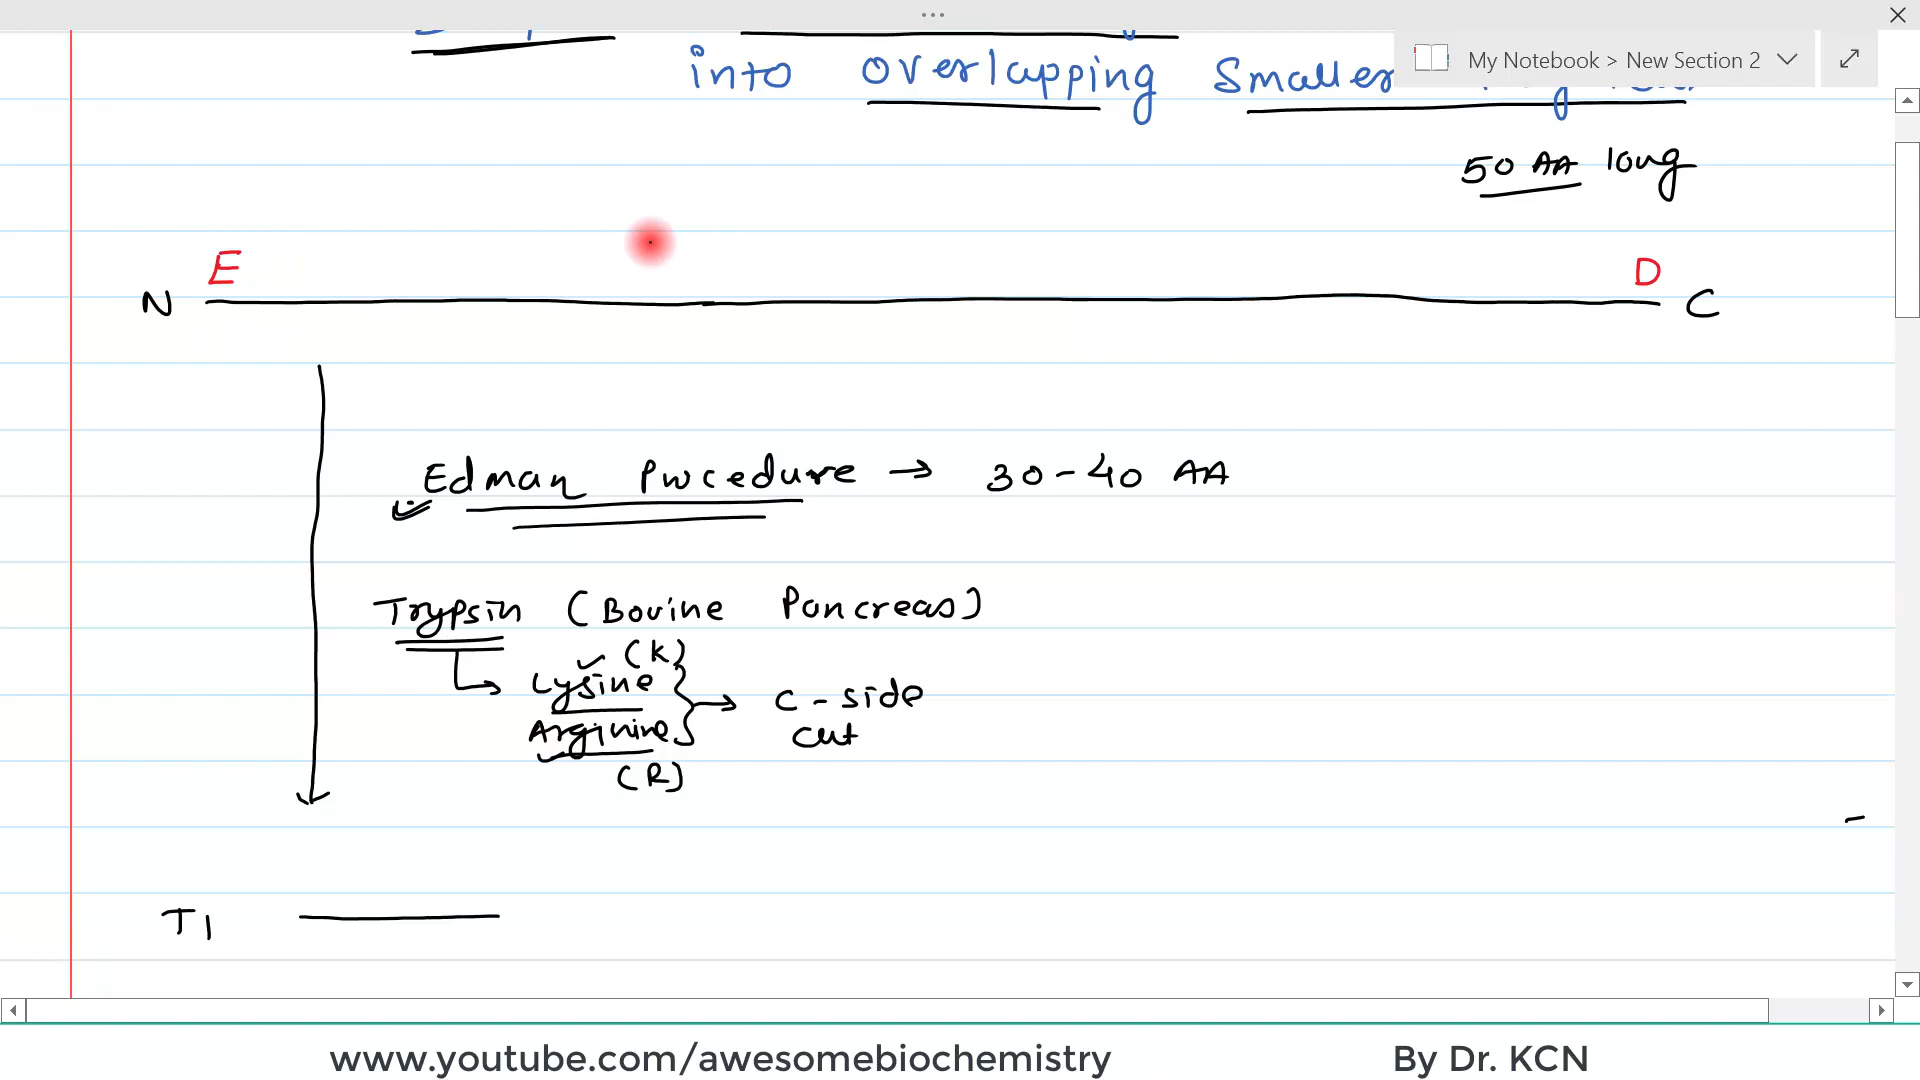 My Notebook > New Section 2
into overlapping Smaller
50 AA long
E D
N C
Edman Procedure → 30-40 AA
Trypsin (Bovine Pancreas)
(K)
Lysine
→ C-side
Arginine
cut
(R)
T1
www.youtube.com/awesomebiochemistry By Dr. KCN